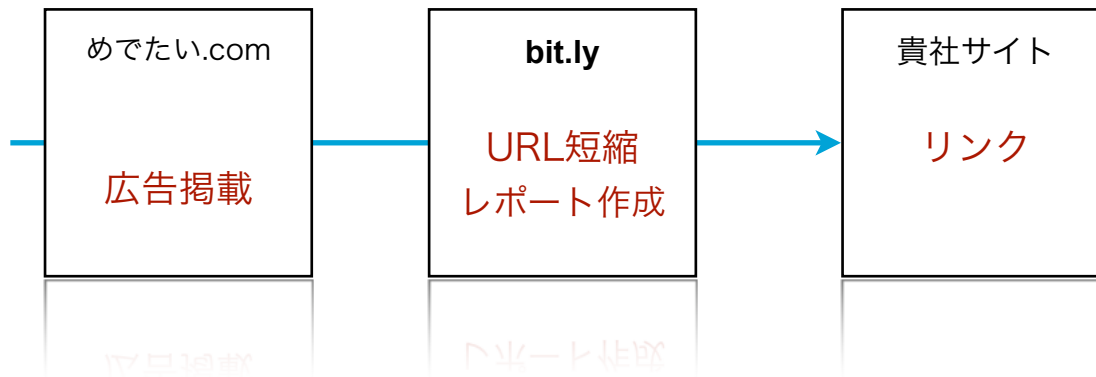 めでたい.com
広告掲載
bit.ly
URL短縮
レポート作成
貴社サイト
リンク